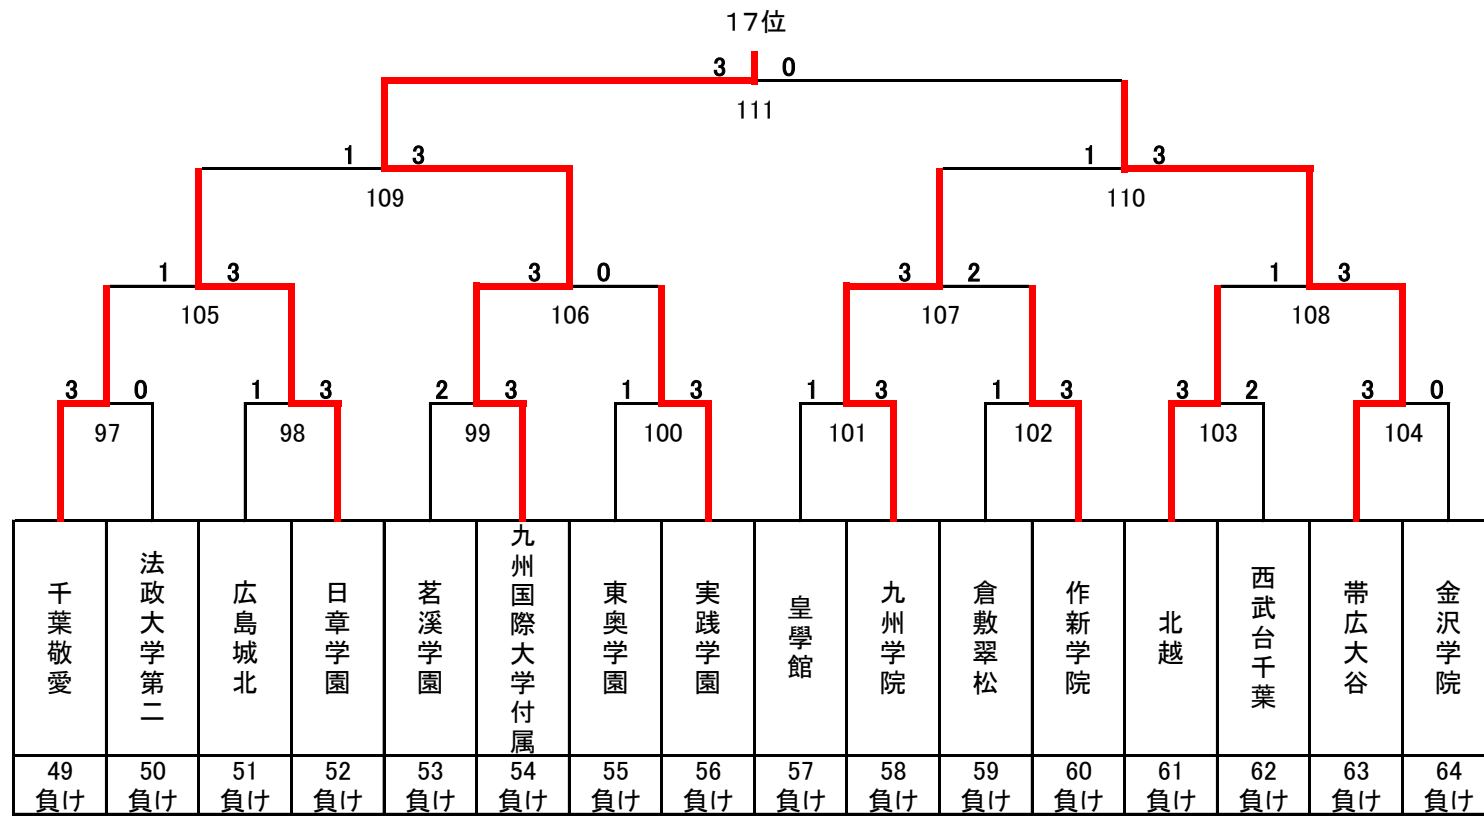 17位
3 0
111
1 3 1 3
109 110
1 3 3 0 3 2 1 3
105 106 107 108
3 0 1 3 2 3 1 3 1 3 1 3 3 2 3 0
97 98 99 100 101 102 103 104
千葉敬愛
法政大学第二
広島城北
日章学園
茗溪学園
九州国際大学付属
東奥学園
実践学園
皇學館
九州学院
倉敷翠松
作新学院
北越
西武台千葉
帯広大谷
金沢学院
49 50 51 52 53 54 55 56 57 58 59 60 61 62 63 64
負け 負け 負け 負け 負け 負け 負け 負け 負け 負け 負け 負け 負け 負け 負け 負け